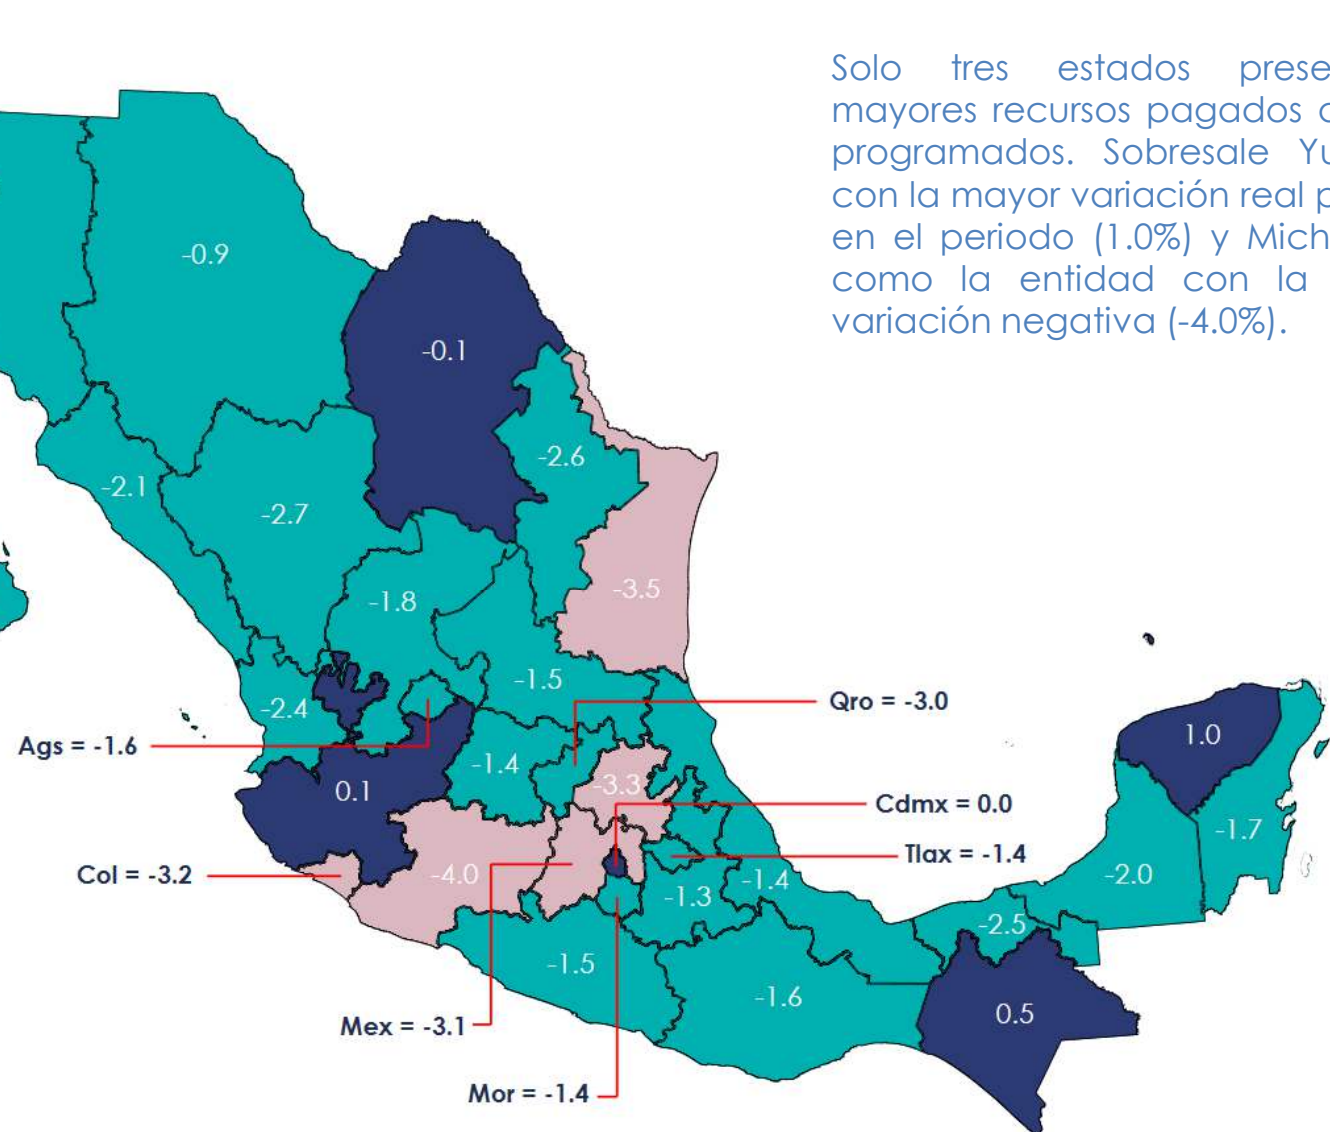 Solo tres estados prese
mayores recursos pagados
programados. Sobresale Yu
con la mayor variación real p
en el periodo (1.0%) y Mich
como la entidad con la
variación negativa (-4.0%).
-0.9
-0.1
-2.6
-2.1
-2.7
-3.5
-1.8
-1.5
-2.4
Qro = -3.0
Ags = -1.6
1.0
-1.4
0.1
-3.3
Cdmx = 0.0
-1.7
Tlax = -1.4
Col = -3.2
-4.0
-1.4
-2.0
-1.3
-2.5
-1.5
-1.6
0.5
Mex = -3.1
Mor = -1.4